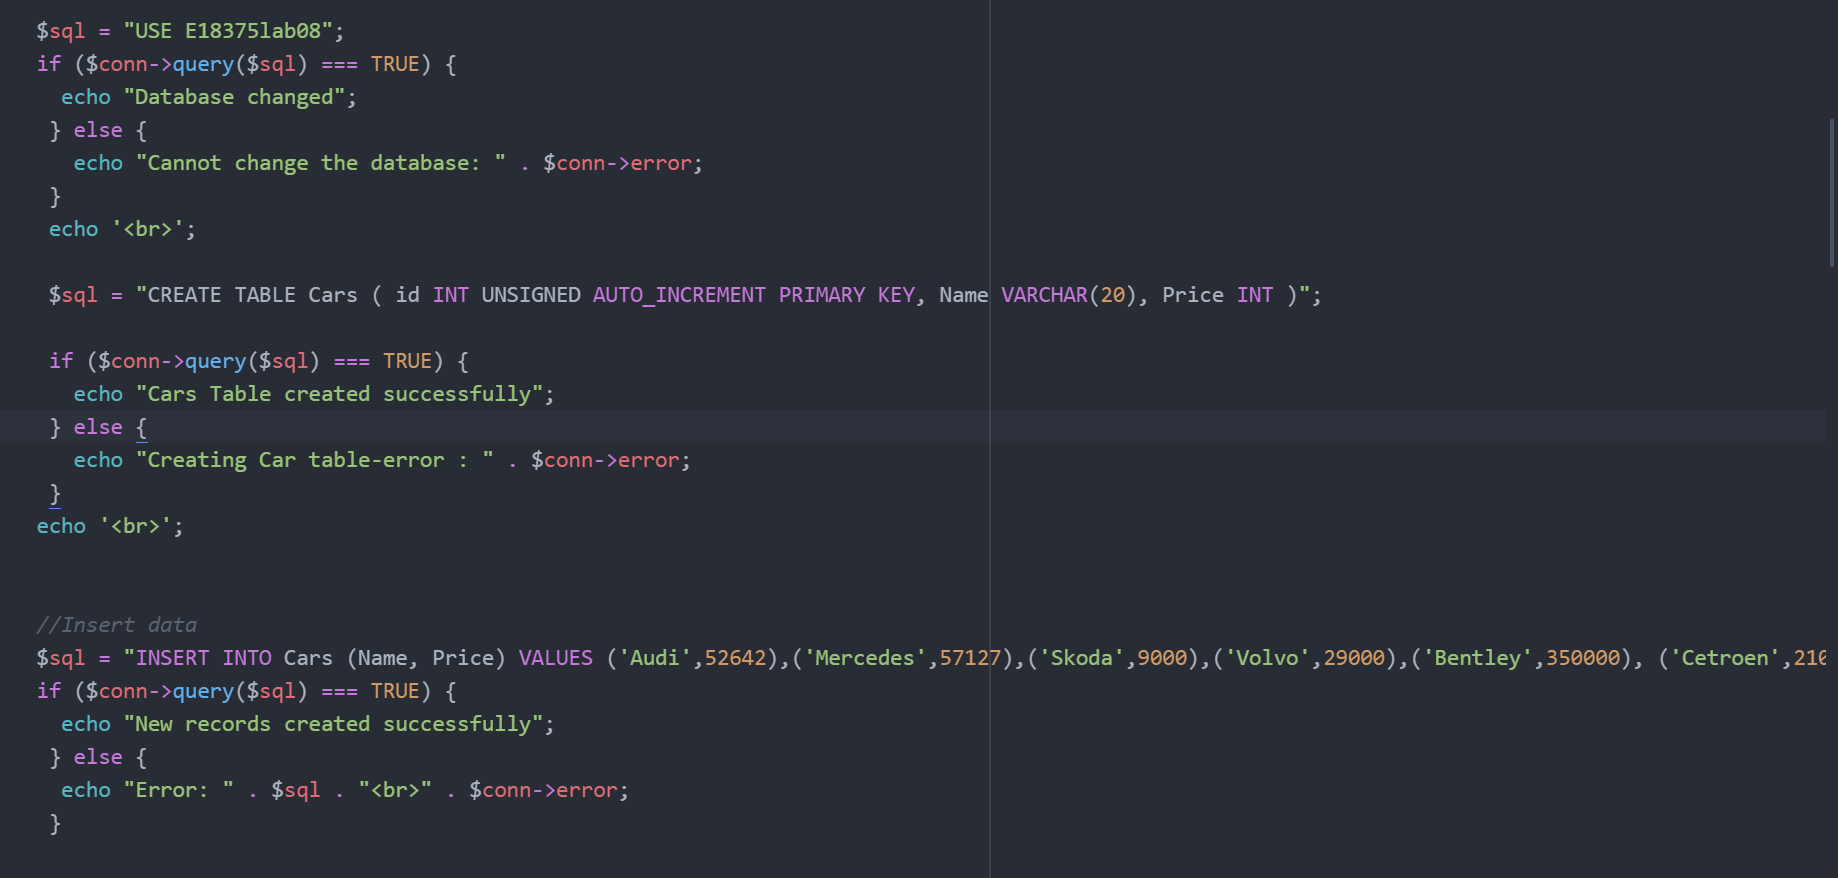 $sql = "USE E18375lab08";
if ($conn->query($sql) === TRUE) {
echo "Database changed";
} else {
echo "Cannot change the database: " . $conn->error;
}
echo '<br>';
$sql = "CREATE TABLE Cars ( id INT UNSIGNED AUTO_INCREMENT PRIMARY KEY, Name VARCHAR(20), Price INT )";
if ($conn->query($sql) === TRUE) {
echo "Cars Table created successfully";
} else {
echo "Creating Car table-error : " . $conn->error;
}
echo '<br>';
//Insert data
$sql = "INSERT INTO Cars (Name, Price) VALUES ('Audi',52642),('Mercedes',57127),('Skoda',9000),('Volvo',29000),('Bentley',350000), ('Cetroen',210
if ($conn->query($sql) === TRUE) {
echo "New records created successfully";
} else {
echo "Error: " . $sql . "<br>" . $conn->error;
}